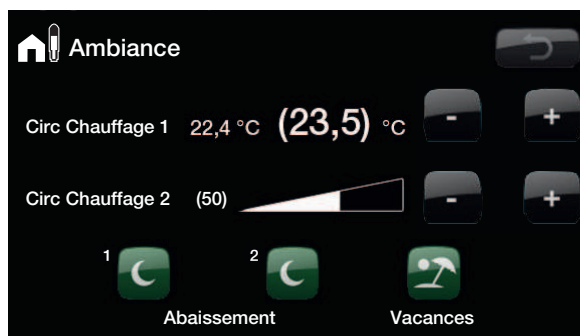 Ambiance
Circ Chauffage 1 22,4 °C (23,5) °C - +
Circ Chauffage 2 (50) - +
1 2
Abaissement Vacances